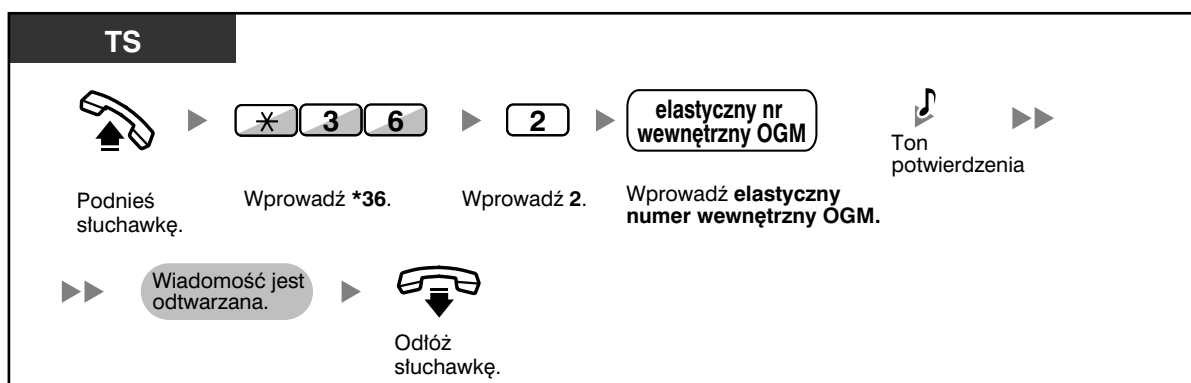 TS
* 3 6
2
elastyczny nr
wewnętrzny OGM
Ton
potwierdzenia
Podnieś
słuchawkę.
Wprowadź *36.
Wprowadź 2.
Wprowadź elastyczny
numer wewnętrzny OGM.
Wiadomość jest
odtwarzana.
Odłóż
słuchawkę.